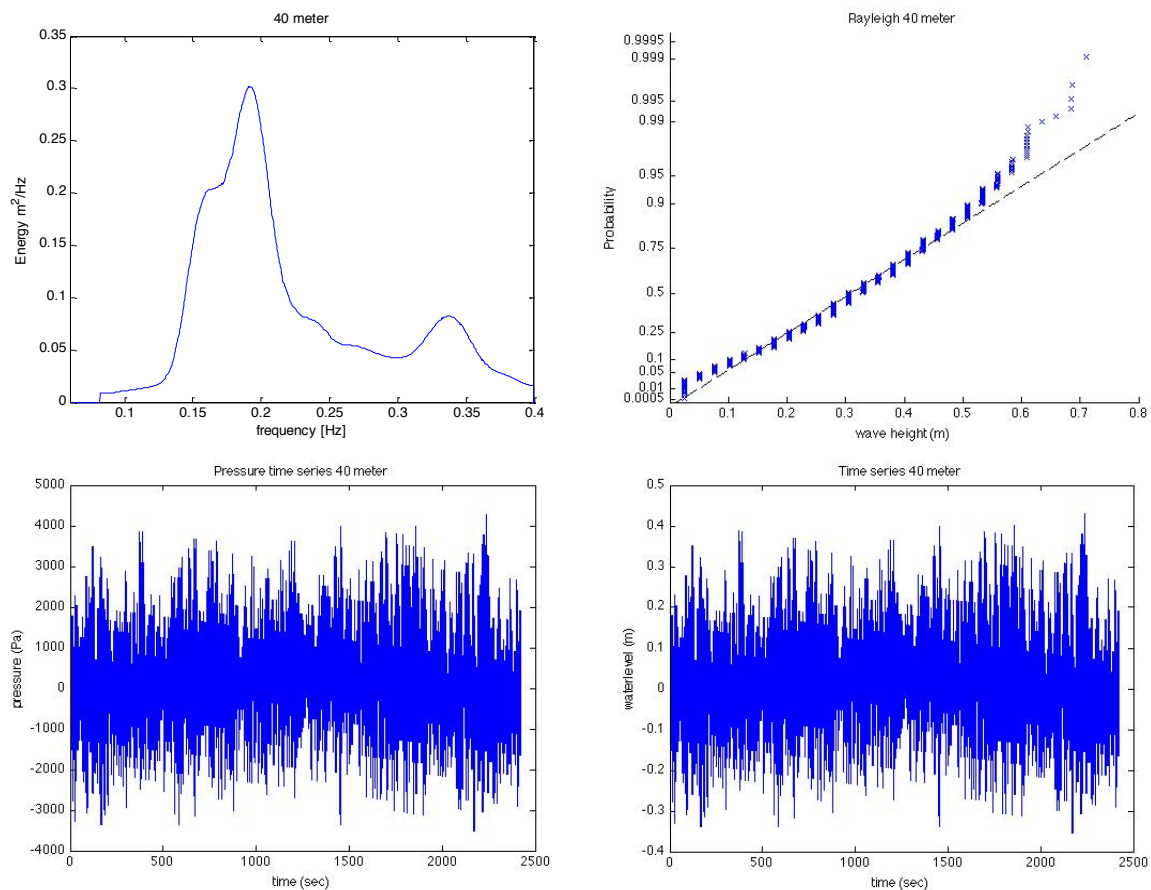 40 meter
0.35
0.3
0.25
0.2
0.15
0.1
0.05
0
Energy m²/Hz
0.1 0.15 0.2 0.25 0.3 0.35 0.4
frequency [Hz]
Rayleigh 40 meter
0.9995
0.999
0.995
0.99
0.95
0.9
0.75
0.5
0.25
0.1
0.05
0.01
0.0005
Probability
0 0.1 0.2 0.3 0.4 0.5 0.6 0.7 0.8
wave height (m)
Pressure time series 40 meter
5000
4000
3000
2000
1000
0
-1000
-2000
-3000
-4000
pressure (Pa)
0 500 1000 1500 2000 2500
time (sec)
Time series 40 meter
0.5
0.4
0.3
0.2
0.1
0
-0.1
-0.2
-0.3
-0.4
waterlevel (m)
0 500 1000 1500 2000 2500
time (sec)